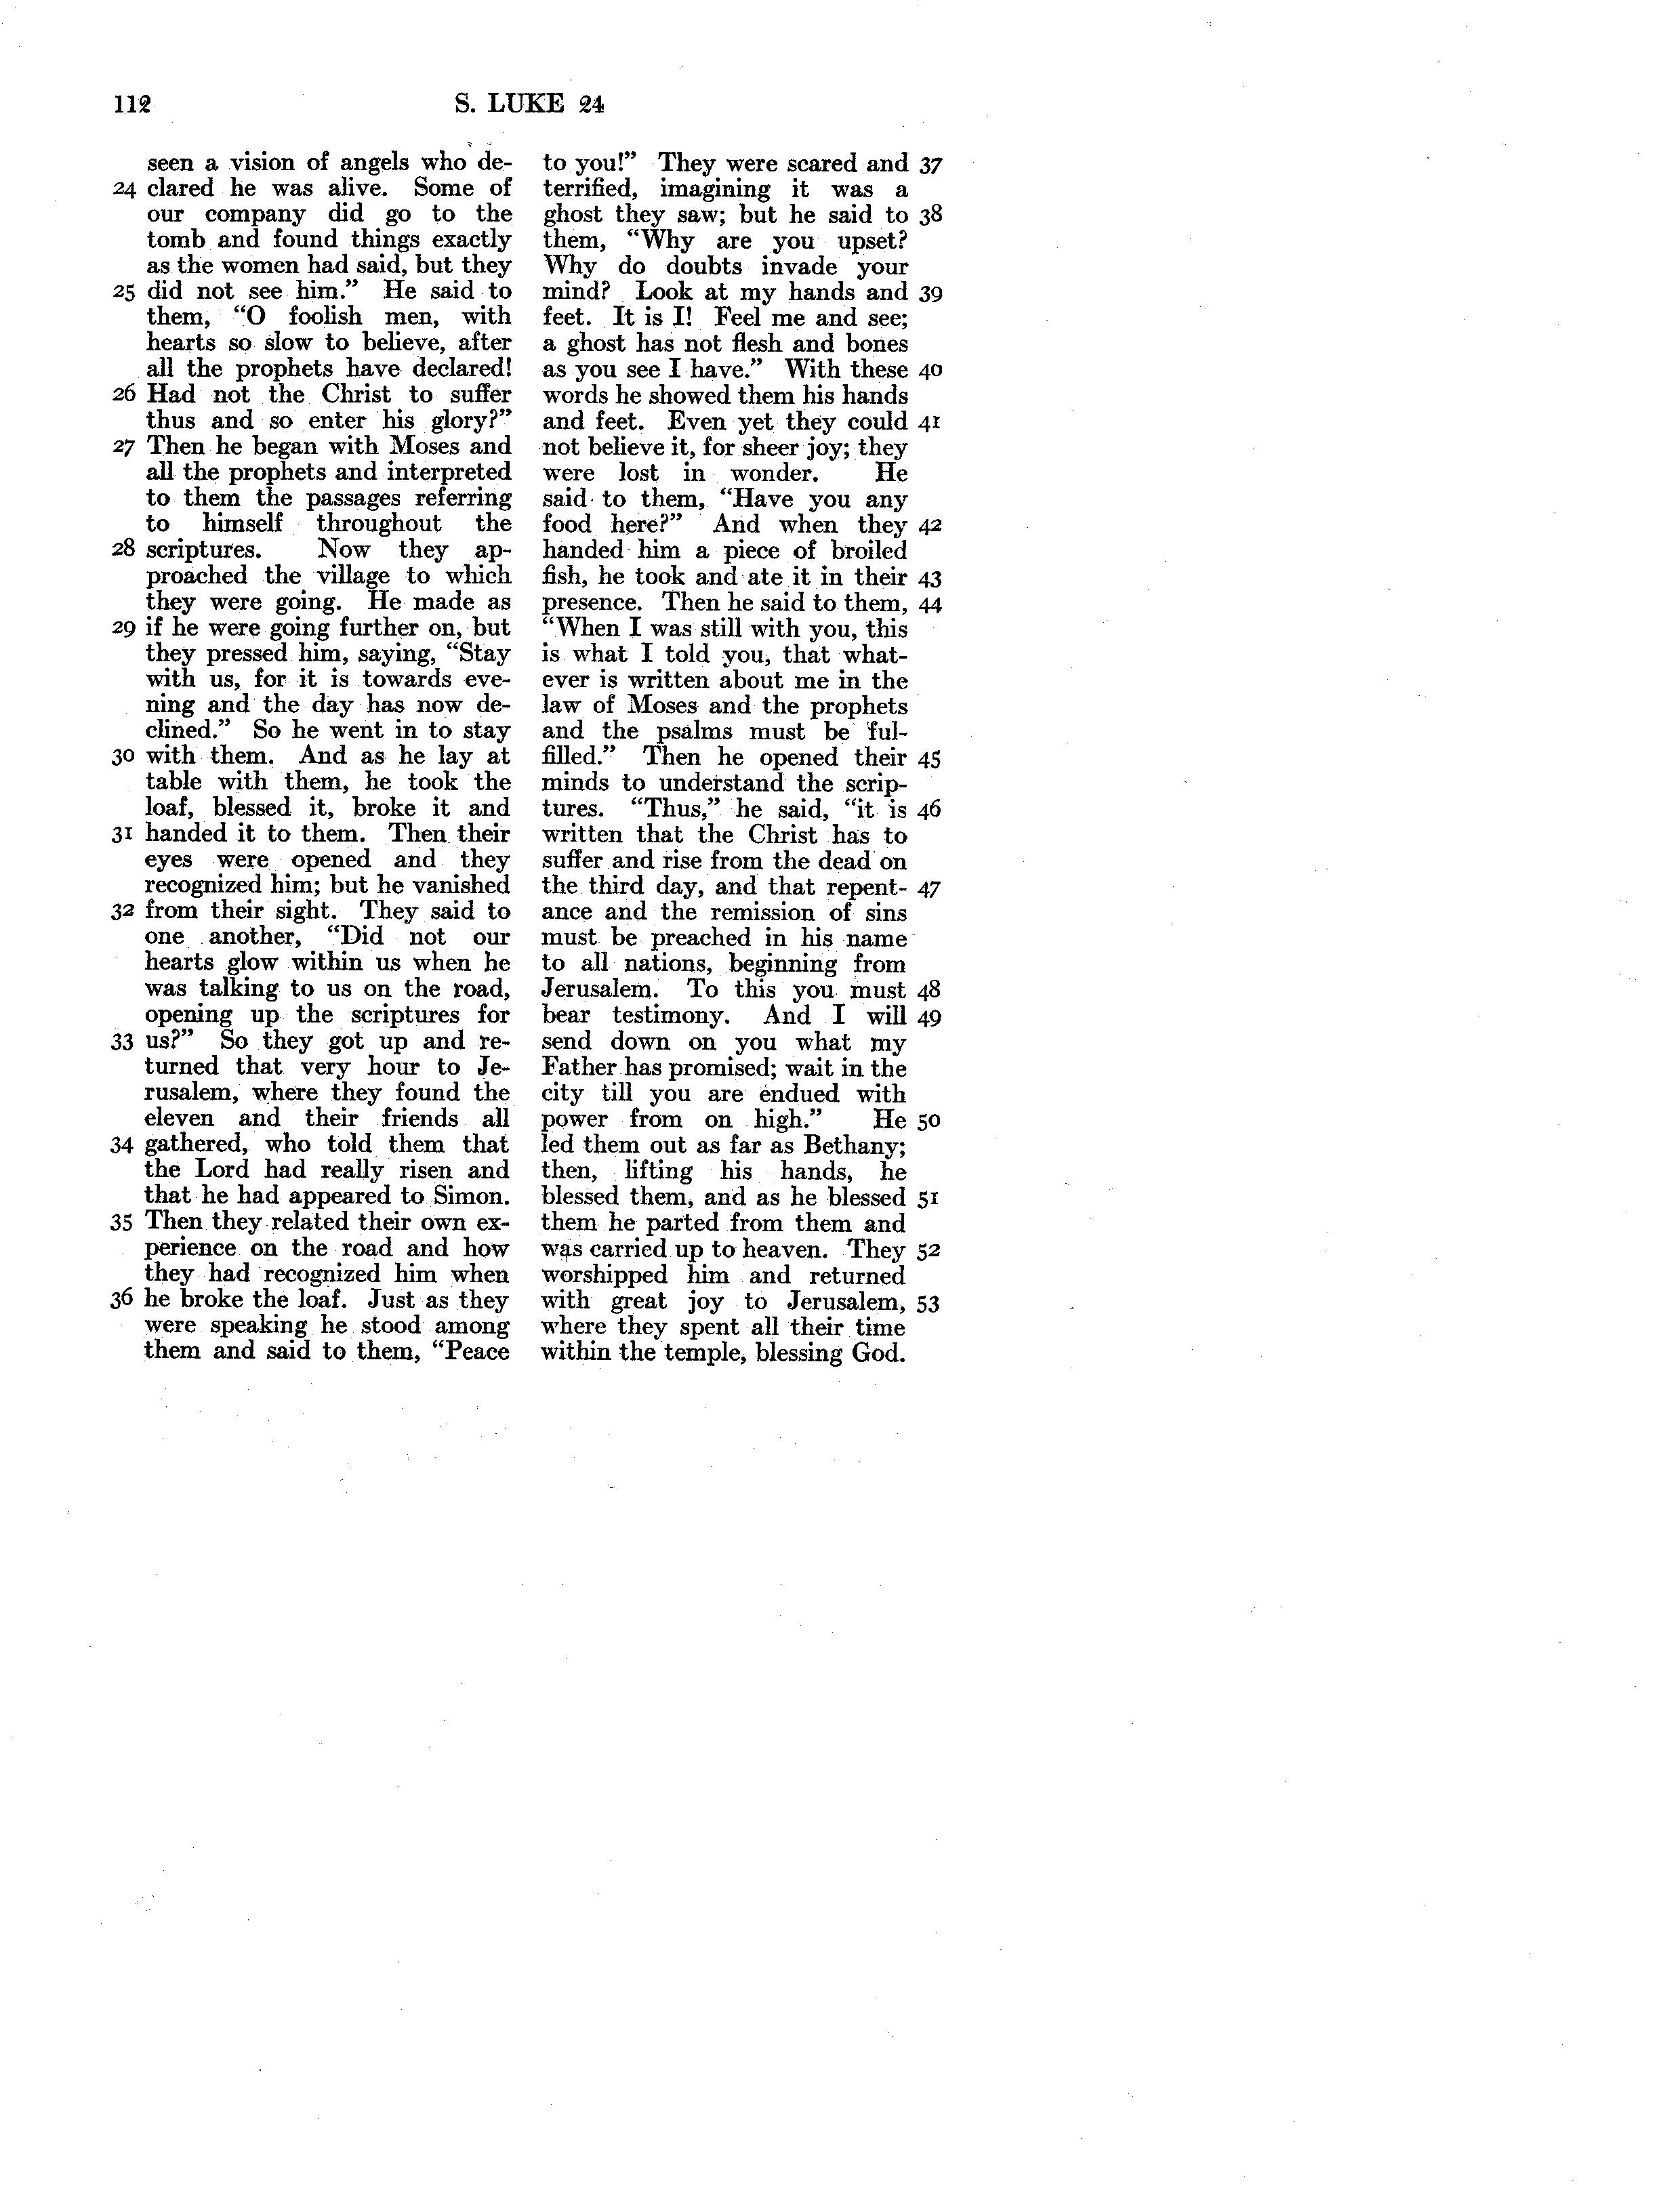 112 S. LUKE 24
seen a vision of angels who de-
24 clared he was alive. Some of
our company did go to the
tomb and found things exactly
as the women had said, but they
25 did not see him.” He said to
them, “O foolish men, with
hearts so slow to believe, after
all the prophets have declared!
26 Had not the Christ to suffer
thus and so enter his glory?”
27 Then he began with Moses and
all the prophets and interpreted
to them the passages referring
to himself throughout the
28 scriptures. Now they ap-
proached the village to which
they were going. He made as
29 if he were going further on, but
they pressed him, saying, “Stay
with us, for it is towards eve-
ning and the day has now de-
clined.” So he went in to stay
30 with them. And as he lay at
table with them, he took the
loaf, blessed it, broke it and
31 handed it to them. Then their
eyes were opened and they
recognized him; but he vanished
32 from their sight. They said to
one another, “Did not our
hearts glow within us when he
was talking to us on the road,
opening up the scriptures for
33 us?” So they got up and re-
turned that very hour to Je-
rusalem, where they found the
eleven and their friends all
34 gathered, who told them that
the Lord had really risen and
that he had appeared to Simon.
35 Then they related their own ex-
perience on the road and how
they had recognized him when
36 he broke the loaf. Just as they
were speaking he stood among
them and said to them, “Peace
to you!” They were scared and 37
terrified, imagining it was a
ghost they saw; but he said to 38
them, “Why are you upset?
Why do doubts invade your
mind? Look at my hands and 39
feet. It is I! Feel me and see;
a ghost has not flesh and bones
as you see I have.” With these 40
words he showed them his hands
and feet. Even yet they could 41
not believe it, for sheer joy; they
were lost in wonder. He
said to them, “Have you any
food here?” And when they 42
handed him a piece of broiled
fish, he took and ate it in their 43
presence. Then he said to them, 44
“When I was still with you, this
is what I told you, that what-
ever is written about me in the
law of Moses and the prophets
and the psalms must be ful-
filled.” Then he opened their 45
minds to understand the scrip-
tures. “Thus,” he said, “it is 46
written that the Christ has to
suffer and rise from the dead on
the third day, and that repent- 47
ance and the remission of sins
must be preached in his name
to all nations, beginning from
Jerusalem. To this you must 48
bear testimony. And I will 49
send down on you what my
Father has promised; wait in the
city till you are endued with
power from on high.” He 50
led them out as far as Bethany;
then, lifting his hands, he
blessed them, and as he blessed 51
them he parted from them and
was carried up to heaven. They 52
worshipped him and returned
with great joy to Jerusalem, 53
where they spent all their time
within the temple, blessing God.